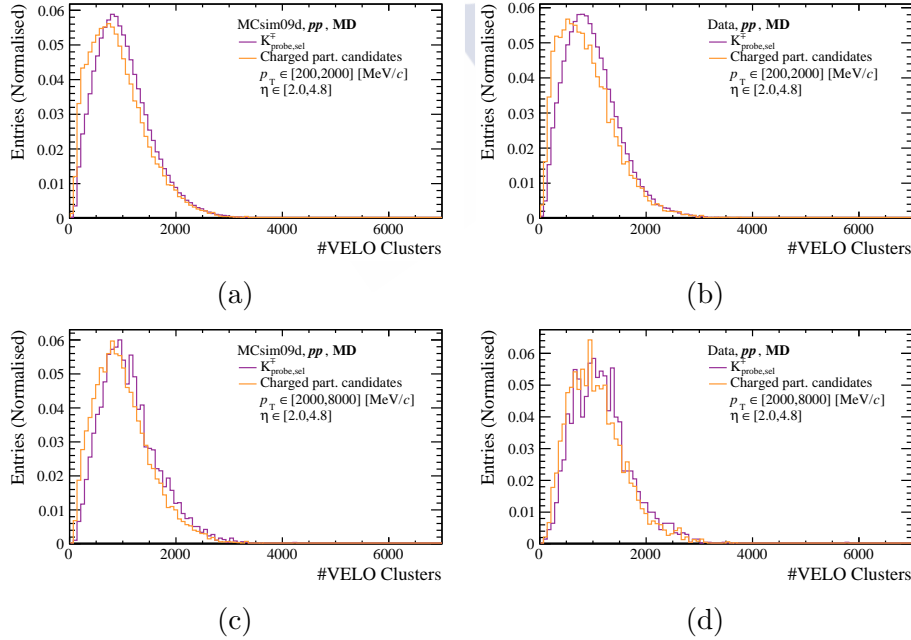 MCsim09d, pp, MD
K∓probe,sel
Charged part. candidates
pT ∈ [200,2000] [MeV/c]
η ∈ [2.0,4.8]
Entries (Normalised)
0.06
0.05
0.04
0.03
0.02
0.01
0
0 2000 4000 6000
#VELO Clusters
(a)
Data, pp, MD
K∓probe,sel
Charged part. candidates
pT ∈ [200,2000] [MeV/c]
η ∈ [2.0,4.8]
Entries (Normalised)
0.06
0.05
0.04
0.03
0.02
0.01
0
0 2000 4000 6000
#VELO Clusters
(b)
MCsim09d, pp, MD
K∓probe,sel
Charged part. candidates
pT ∈ [2000,8000] [MeV/c]
η ∈ [2.0,4.8]
Entries (Normalised)
0.06
0.05
0.04
0.03
0.02
0.01
0
0 2000 4000 6000
#VELO Clusters
(c)
Data, pp, MD
K∓probe,sel
Charged part. candidates
pT ∈ [2000,8000] [MeV/c]
η ∈ [2.0,4.8]
Entries (Normalised)
0.06
0.05
0.04
0.03
0.02
0.01
0
0 2000 4000 6000
#VELO Clusters
(d)